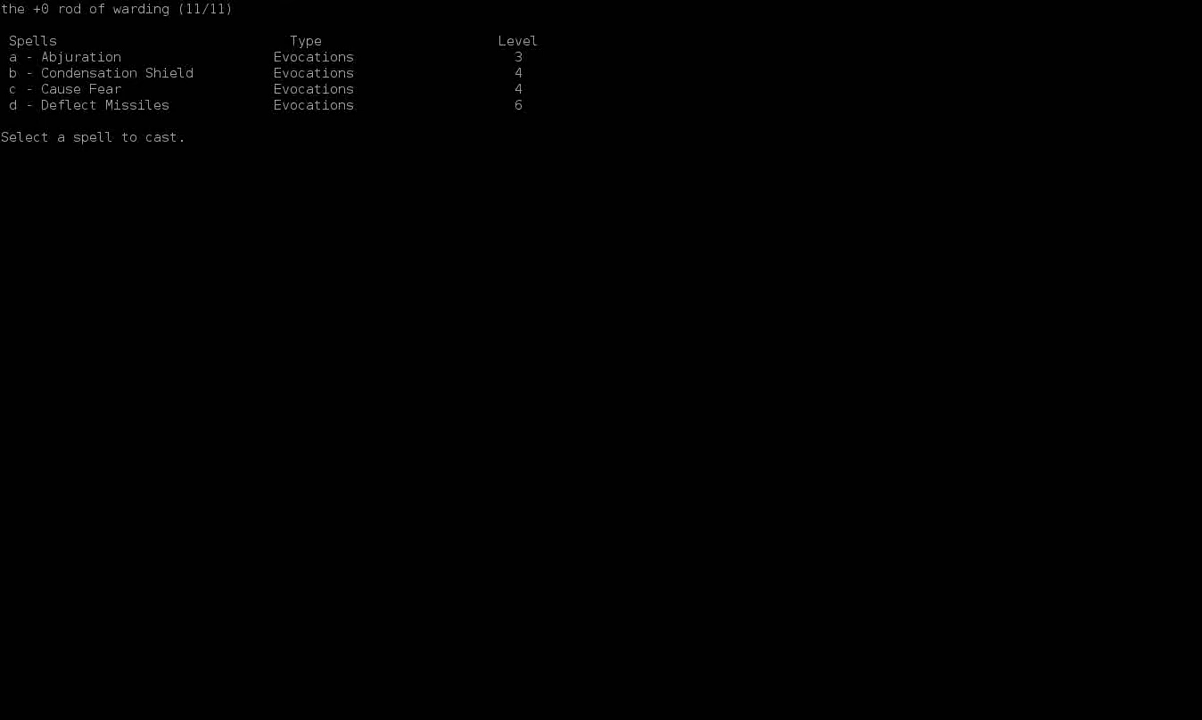 the +0 rod of warding (11/11)
Spells Type Level
a - Abjuration Evocations 3
b - Condensation Shield Evocations 4
c - Cause Fear Evocations 4
d - Deflect Missiles Evocations 6
Select a spell to cast.